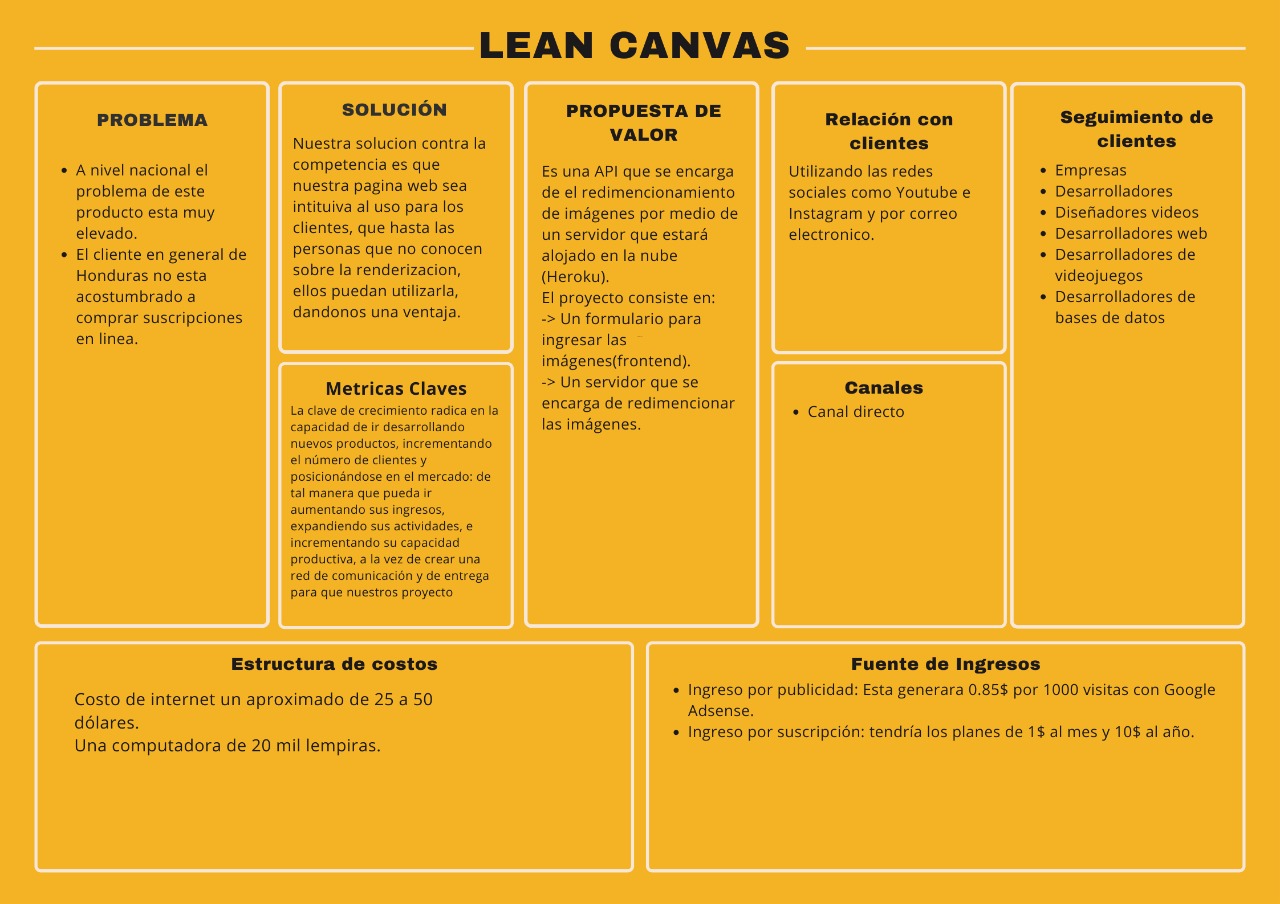 LEAN CANVAS
PROBLEMA
• A nivel nacional el
problema de este
producto esta muy
elevado.
• El cliente en general de
Honduras no esta
acostumbrado a
comprar suscripciones
en linea.
SOLUCIÓN
Nuestra solucion contra la
competencia es que
nuestra pagina web sea
intituiva al uso para los
clientes, que hasta las
personas que no conocen
sobre la renderizacion,
ellos puedan utilizarla,
dandonos una ventaja.
Metricas Claves
La clave de crecimiento radica en la
capacidad de ir desarrollando
nuevos productos, incrementando
el número de clientes y
posicionándose en el mercado: de
tal manera que pueda ir
aumentando sus ingresos,
expandiendo sus actividades, e
incrementando su capacidad
productiva, a la vez de crear una
red de comunicación y de entrega
para que nuestros proyecto
PROPUESTA DE
VALOR
Es una API que se encarga
de el redimencionamiento
de imágenes por medio de
un servidor que estará
alojado en la nube
(Heroku).
El proyecto consiste en:
-> Un formulario para
ingresar las
imágenes(frontend).
-> Un servidor que se
encarga de redimencionar
las imágenes.
Relación con
clientes
Utilizando las redes
sociales como Youtube e
Instagram y por correo
electronico.
Canales
• Canal directo
Seguimiento de
clientes
• Empresas
• Desarrolladores
• Diseñadores videos
• Desarrolladores web
• Desarrolladores de
videojuegos
• Desarrolladores de
bases de datos
Estructura de costos
Costo de internet un aproximado de 25 a 50
dólares.
Una computadora de 20 mil lempiras.
Fuente de Ingresos
• Ingreso por publicidad: Esta generara 0.85$ por 1000 visitas con Google
Adsense.
• Ingreso por suscripción: tendría los planes de 1$ al mes y 10$ al año.